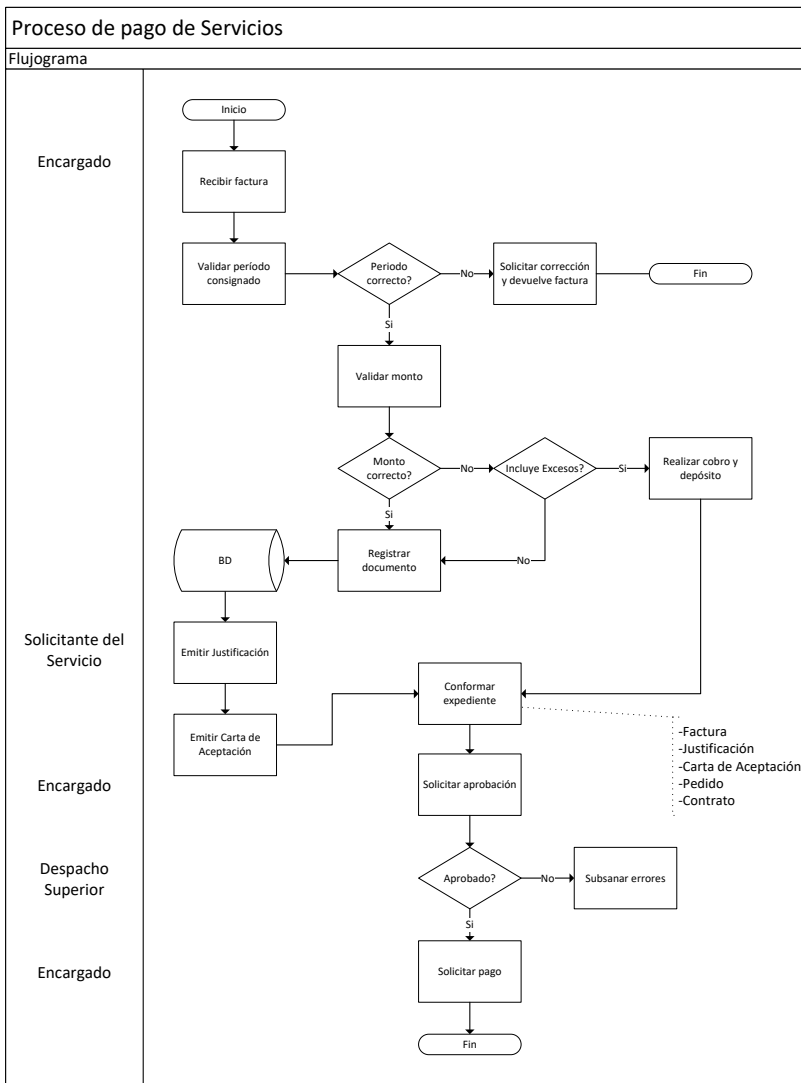 Proceso de pago de Servicios
Flujograma
Inicio
Encargado
Recibir factura
Validar período
consignado
Periodo
correcto?
No
Solicitar corrección
y devuelve factura
Fin
Si
Validar monto
Monto
correcto?
No
Incluye Excesos?
Si
Realizar cobro y
depósito
Si
BD
Registrar
documento
No
Solicitante del
Servicio
Emitir Justificación
Conformar
expediente
Emitir Carta de
Aceptación
-Factura
-Justificación
-Carta de Aceptación
-Pedido
-Contrato
Encargado
Solicitar aprobación
Despacho
Superior
Aprobado?
No
Subsanar errores
Si
Encargado
Solicitar pago
Fin